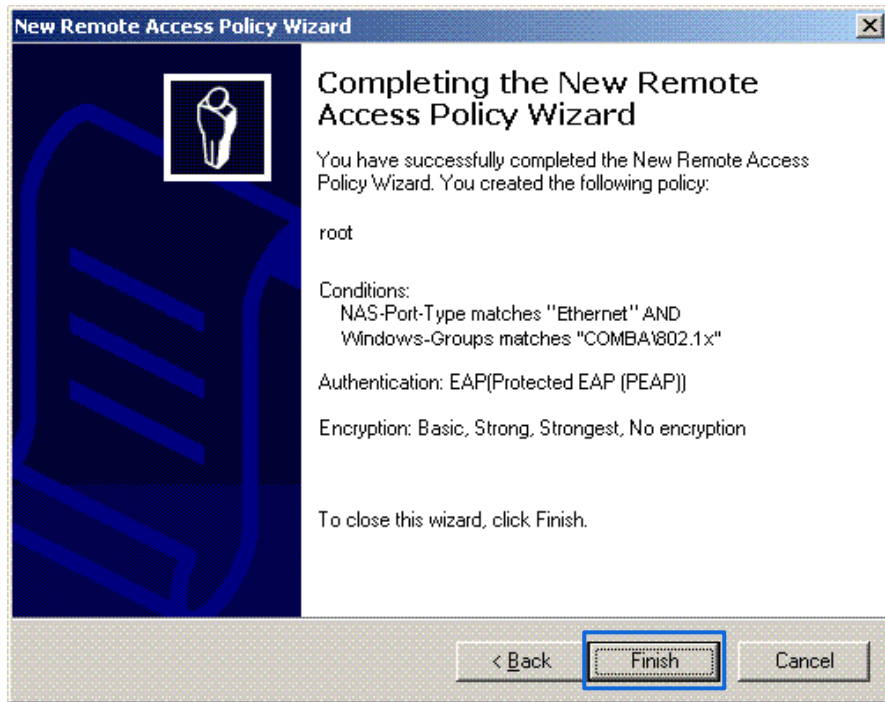 New Remote Access Policy Wizard
Completing the New Remote
Access Policy Wizard
You have successfully completed the New Remote Access
Policy Wizard. You created the following policy:
root
Conditions:
NAS-Port-Type matches "Ethernet" AND
Windows-Groups matches "COMBA\802.1x"
Authentication: EAP(Protected EAP (PEAP))
Encryption: Basic, Strong, Strongest, No encryption
To close this wizard, click Finish.
< Back Finish Cancel